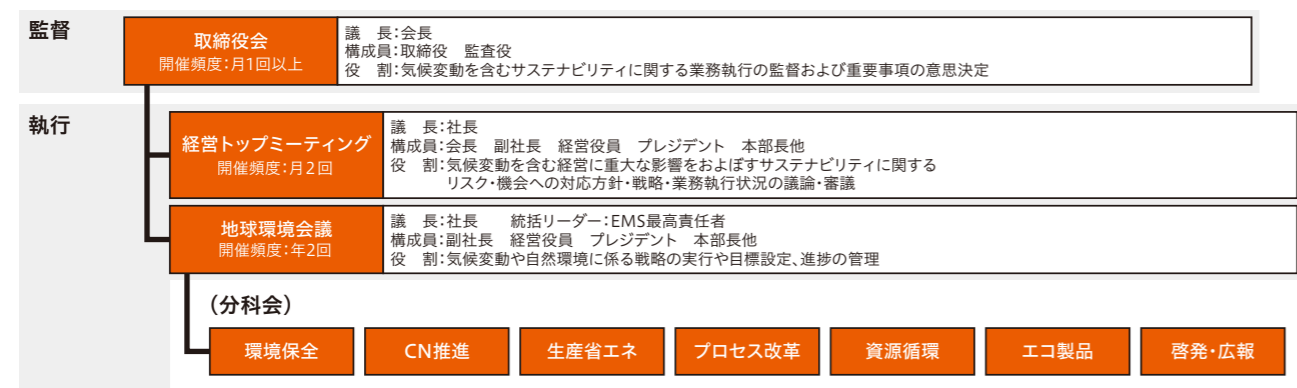 監督
取締役会
開催頻度:月1回以上
議　長:会長
構成員:取締役　監査役
役　割:気候変動を含むサステナビリティに関する業務執行の監督および重要事項の意思決定
執行
経営トップミーティング
開催頻度:月2回
議　長:社長
構成員:会長　副社長　経営役員　プレジデント　本部長他
役　割:気候変動を含む経営に重大な影響をおよぼすサステナビリティに関する
リスク・機会への対応方針・戦略・業務執行状況の議論・審議
地球環境会議
開催頻度:年2回
議　長:社長　　統括リーダー:EMS最高責任者
構成員:副社長　経営役員　プレジデント　本部長他
役　割:気候変動や自然環境に係る戦略の実行や目標設定、進捗の管理
(分科会)
環境保全
CN推進
生産省エネ
プロセス改革
資源循環
エコ製品
啓発・広報